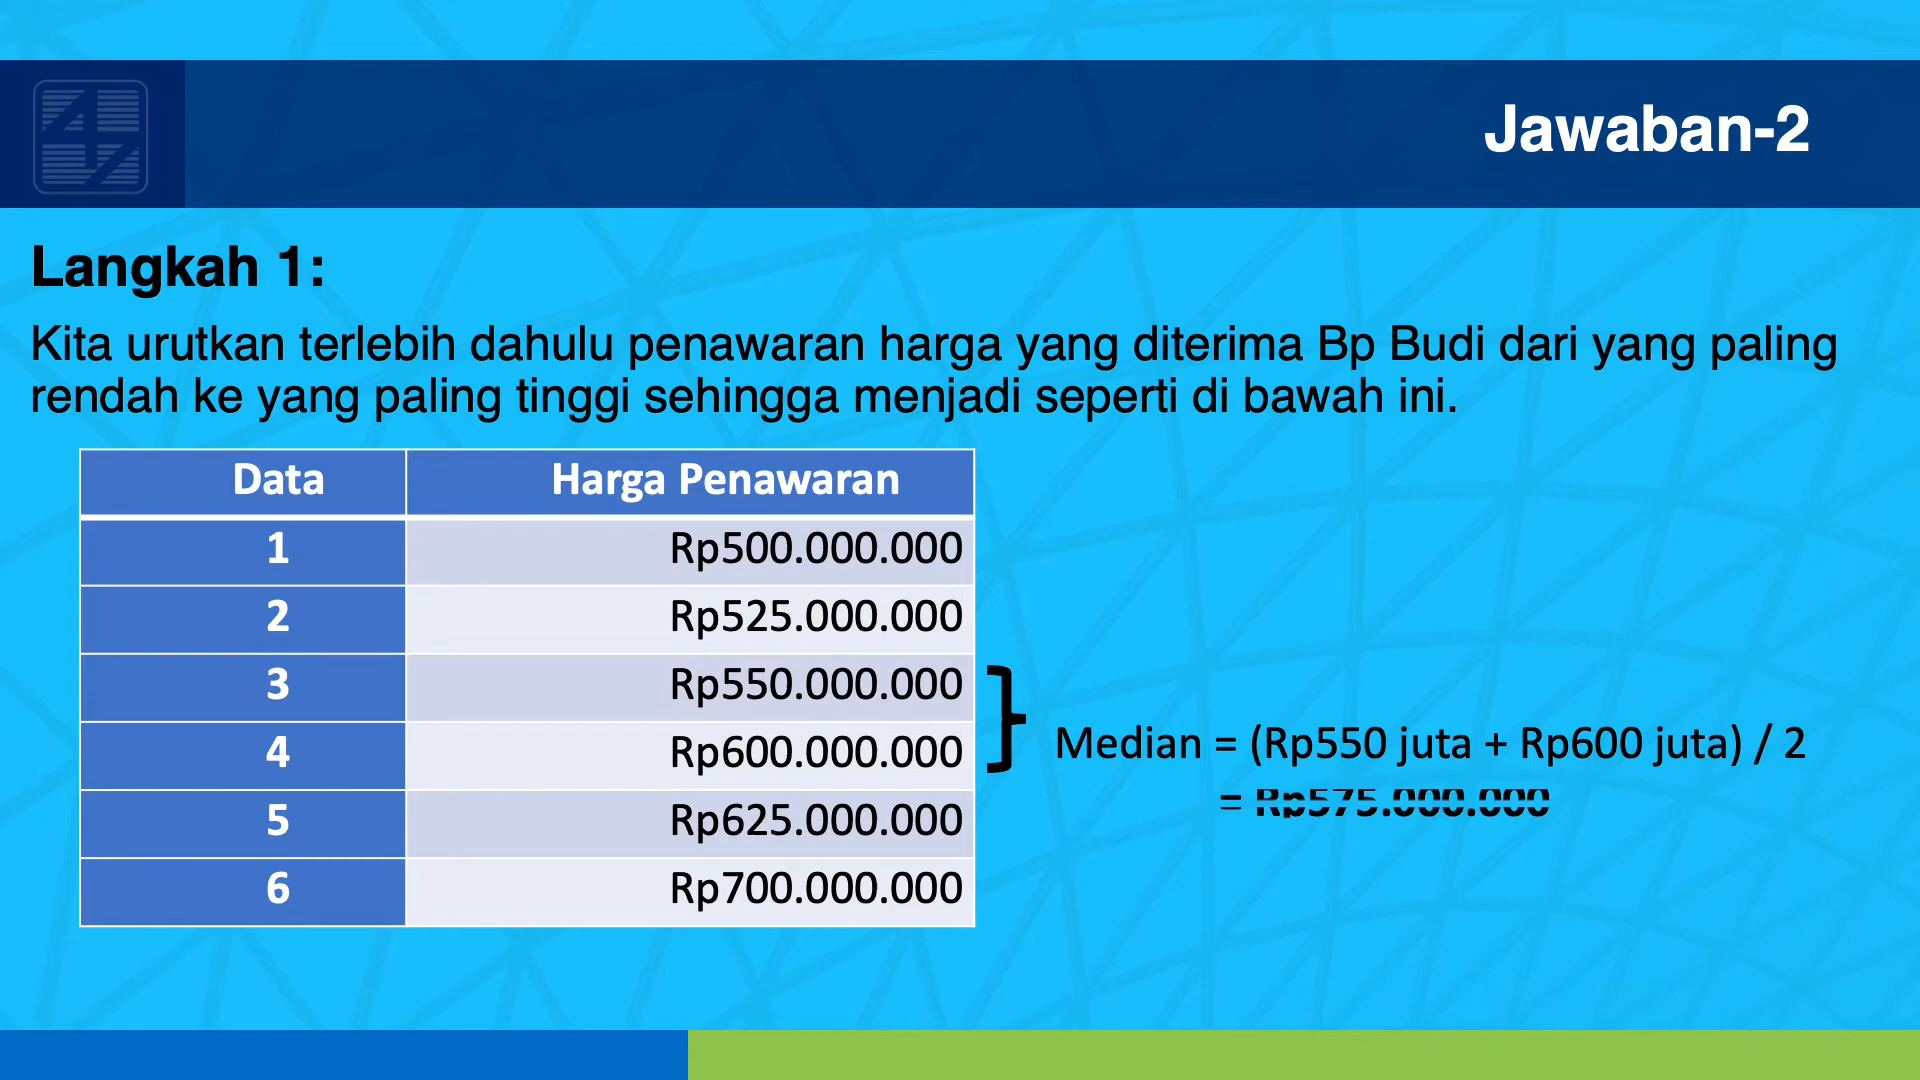 Jawaban-2
Langkah 1:
Kita urutkan terlebih dahulu penawaran harga yang diterima Bp Budi dari yang paling
rendah ke yang paling tinggi sehingga menjadi seperti di bawah ini.
Data Harga Penawaran
1 Rp500.000.000
2 Rp525.000.000
3 Rp550.000.000
4 Rp600.000.000
5 Rp625.000.000
6 Rp700.000.000
Median = (Rp550 juta + Rp600 juta) / 2
= Rp575.000.000